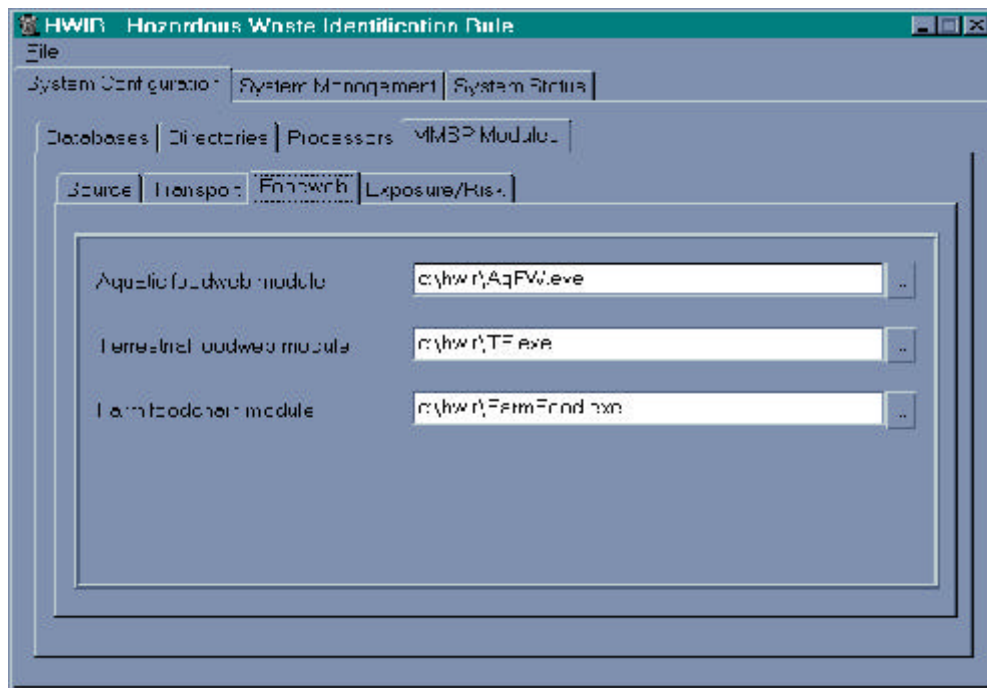 HWIR Hazardous Waste Identification Rule
File
System Configuration System Management System Status
Databases Directories Processors MMSP Modules
Source Transport Foodweb Exposure/Risk
Aquatic foodweb module c:\hwir\AqFW.exe ..
Terrestrial foodweb module c:\hwir\TF.exe ..
Farm foodchain module c:\hwir\FarmFood.exe ..